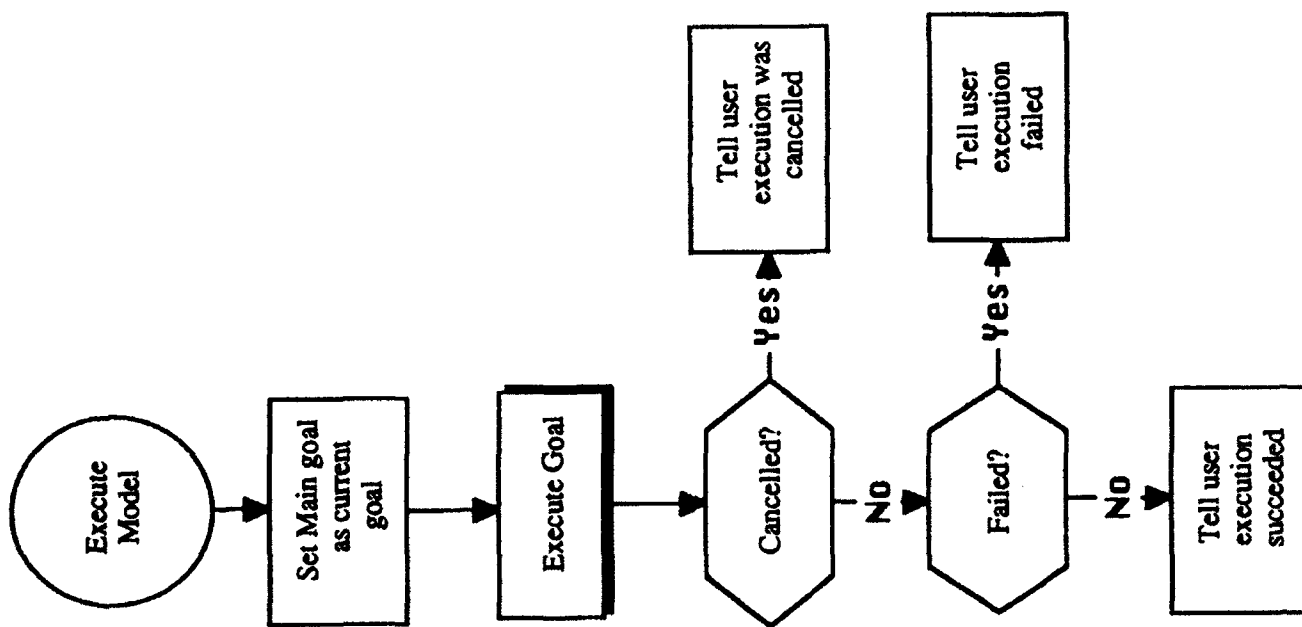 Execute
Model
Set Main goal
as current
goal
Execute Goal
Cancelled?
Yes
Tell user
execution was
cancelled
No
Failed?
Yes
Tell user
execution
failed
No
Tell user
execution
succeeded